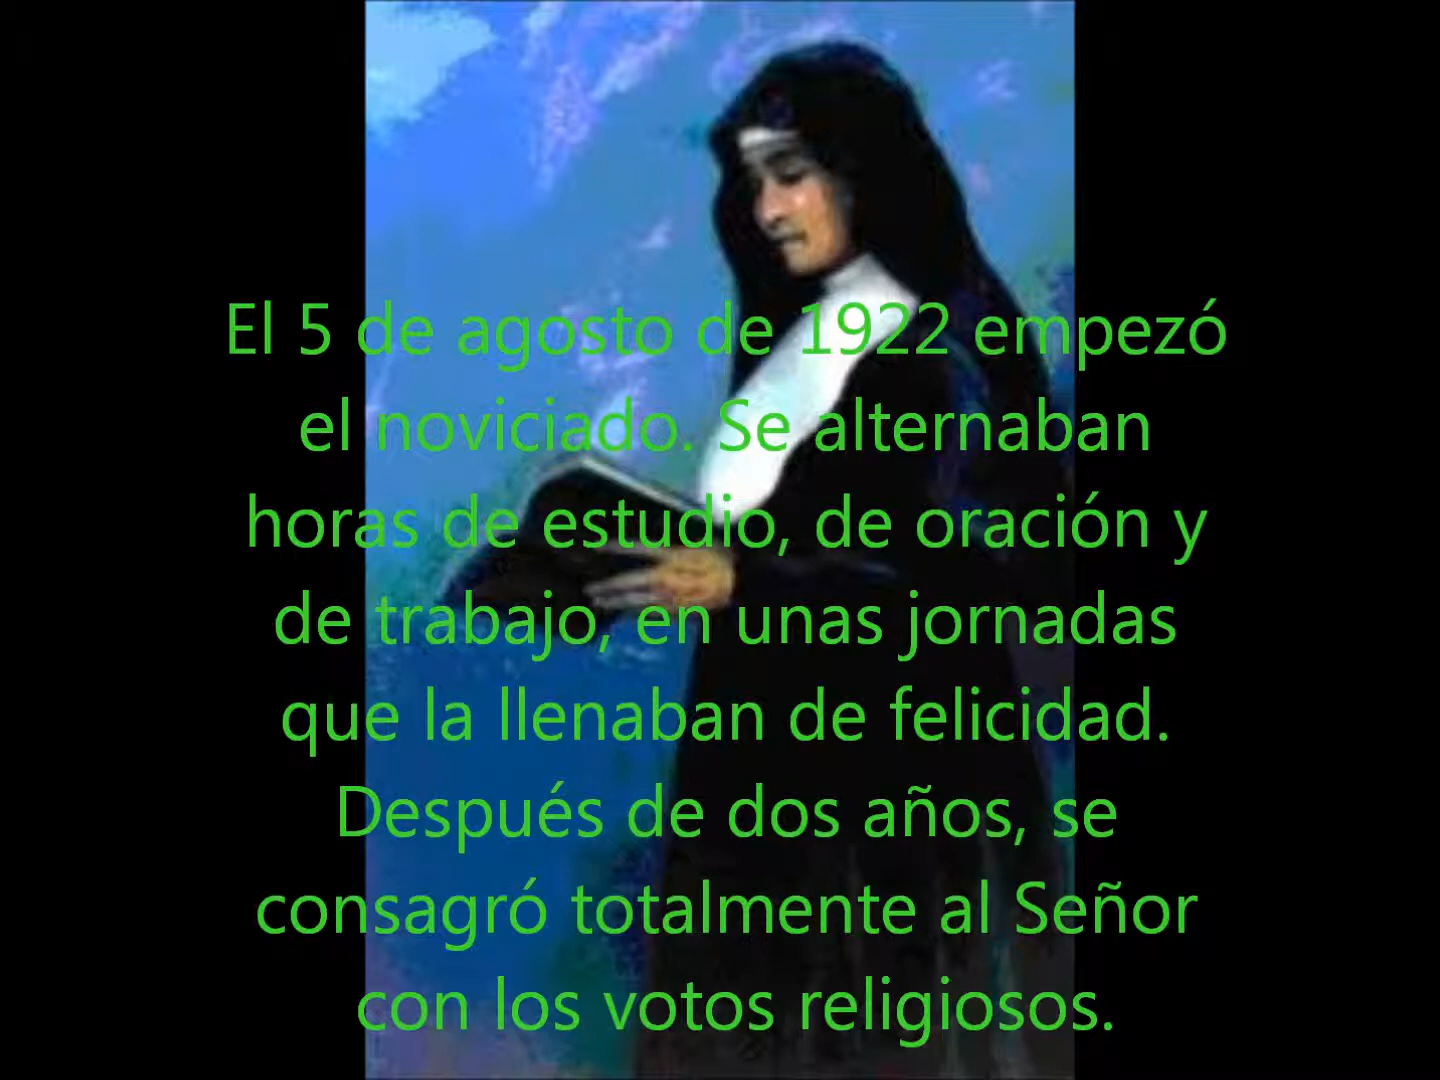 El 5 de agosto de 1922 empezó
el noviciado. Se alternaban
horas de estudio, de oración y
de trabajo, en unas jornadas
que la llenaban de felicidad.
Después de dos años, se
consagró totalmente al Señor
con los votos religiosos.